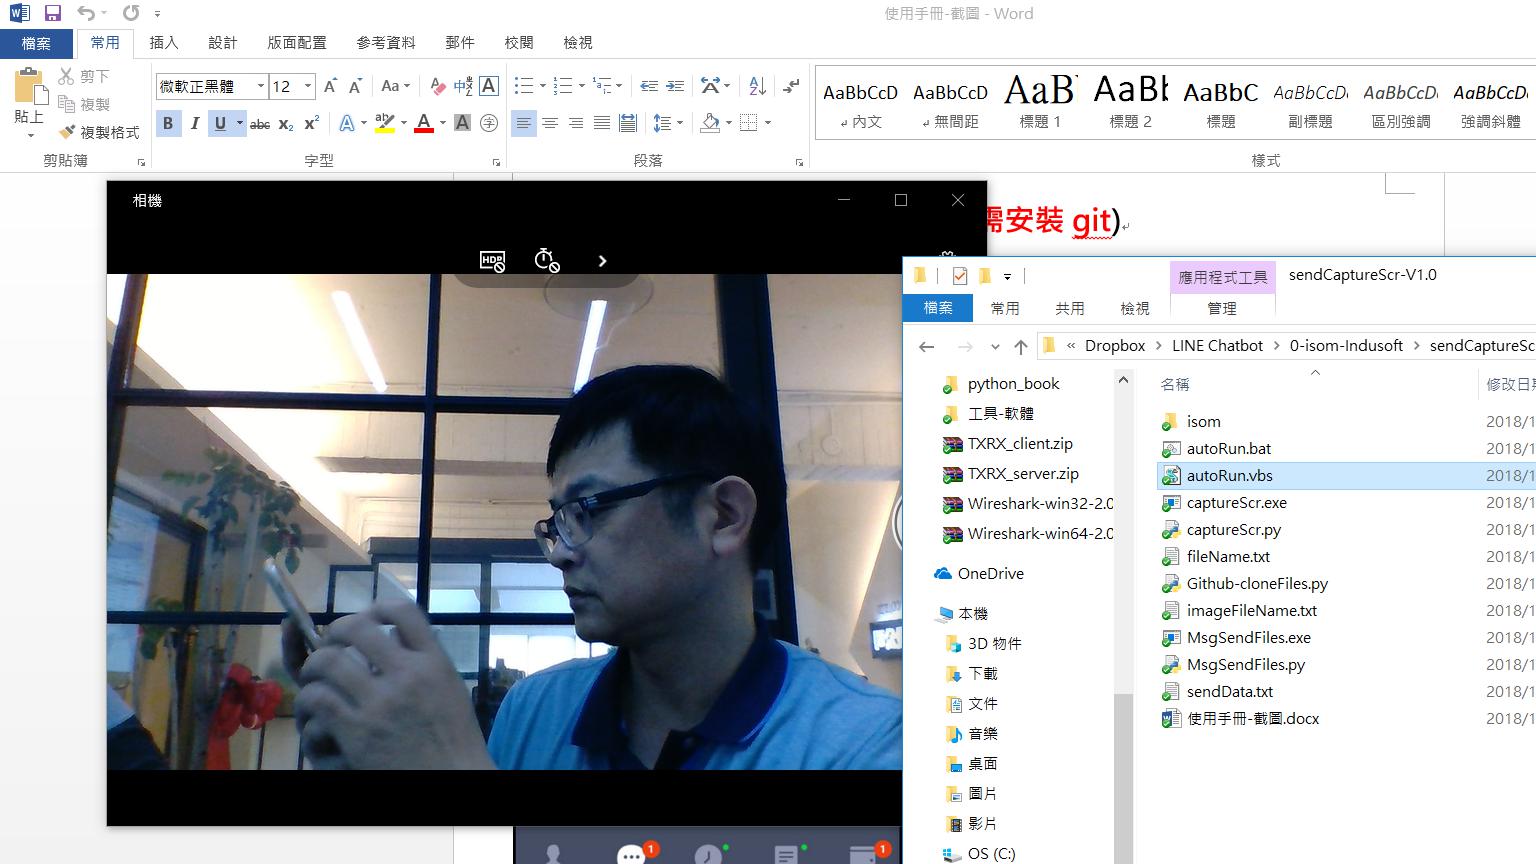 使用手冊-截圖 - Word
檔案 常用 插入 設計 版面配置 參考資料 郵件 校閱 檢視
貼上
剪下
複製
複製格式
剪貼簿
微軟正黑體 12
字型
段落
AaBbCcD AaBbCcD AaB AaBb AaBbC AaBbCcDc AaBbCcDc AaBbCcDc
內文 無間距 標題 1 標題 2 標題 副標題 區別強調 強調斜體
樣式
需安裝 git)
相機
應用程式工具 sendCaptureScr-V1.0
檔案 常用 共用 檢視 管理
« Dropbox > LINE Chatbot > 0-isom-Indusoft > sendCaptureSc
python_book
工具-軟體
TXRX_client.zip
TXRX_server.zip
Wireshark-win32-2.0
Wireshark-win64-2.0
OneDrive
本機
3D 物件
下載
文件
音樂
桌面
圖片
影片
OS (C:)
名稱 修改日期
isom 2018/1
autoRun.bat 2018/1
autoRun.vbs 2018/1
captureScr.exe 2018/1
captureScr.py 2018/1
fileName.txt 2018/1
Github-cloneFiles.py 2018/1
imageFileName.txt 2018/1
MsgSendFiles.exe 2018/1
MsgSendFiles.py 2018/1
sendData.txt 2018/1
使用手冊-截圖.docx 2018/1
1 1